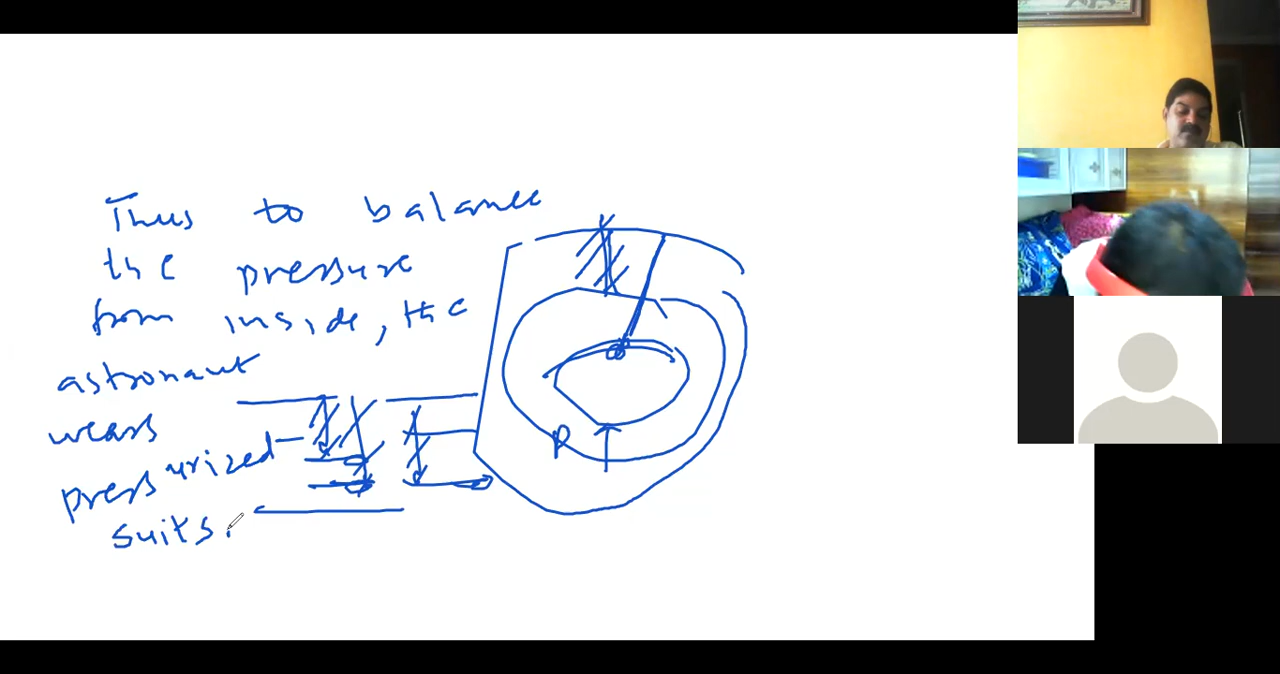 Thus to balance
the pressure
from inside, the
astronaut
wears
pressurized
suits.
P